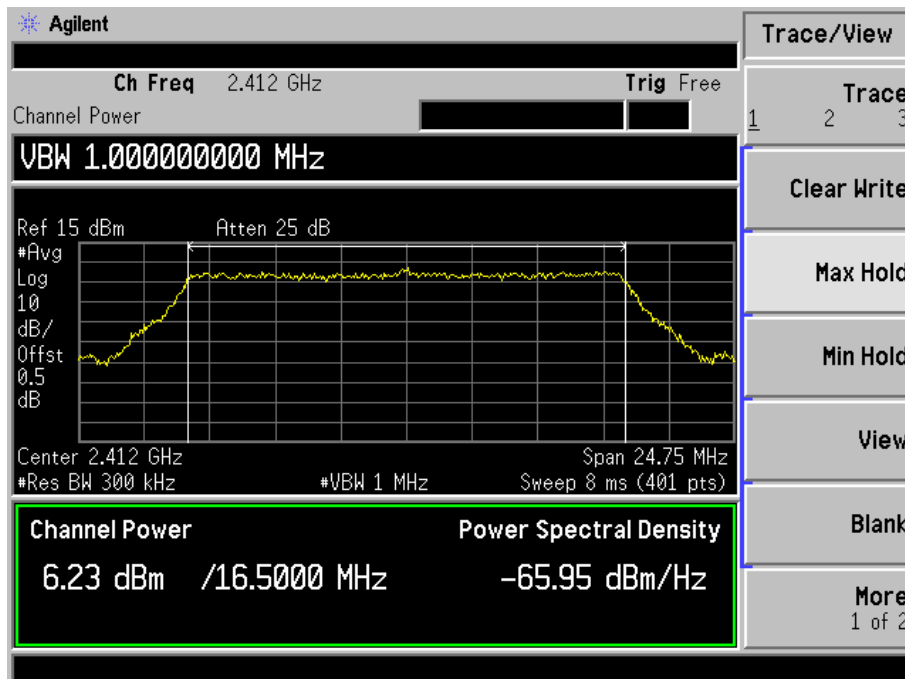 Agilent
Trace/View
Ch Freq 2.412 GHz Trig Free
Channel Power
Trace
1 2 3
VBW 1.000000000 MHz
Clear Write
Ref 15 dBm Atten 25 dB
#Avg
Log
10
dB/
Offst
0.5
dB
Max Hold
Min Hold
View
Center 2.412 GHz Span 24.75 MHz
#Res BW 300 kHz #VBW 1 MHz Sweep 8 ms (401 pts)
Channel Power Power Spectral Density
6.23 dBm /16.5000 MHz -65.95 dBm/Hz
Blank
More
1 of 2